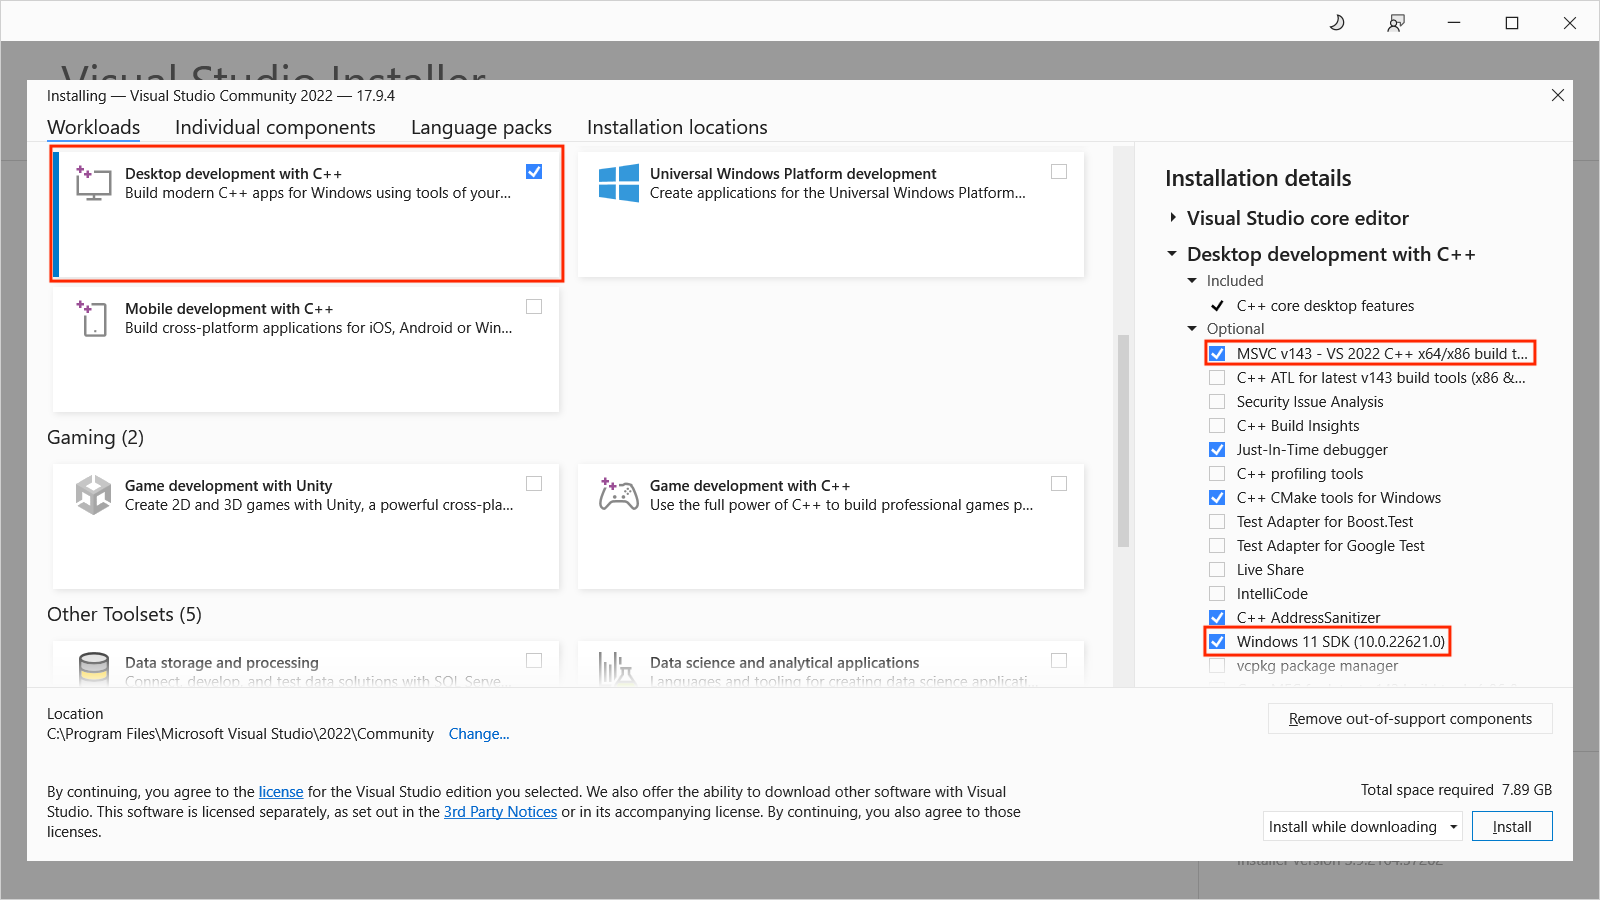 Visual Studio Installer
Installing — Visual Studio Community 2022 — 17.9.4
Workloads
Individual components
Language packs
Installation locations
Desktop development with C++
Build modern C++ apps for Windows using tools of your...
Universal Windows Platform development
Create applications for the Universal Windows Platform...
Mobile development with C++
Build cross-platform applications for iOS, Android or Win...
Gaming (2)
Game development with Unity
Create 2D and 3D games with Unity, a powerful cross-pla...
Game development with C++
Use the full power of C++ to build professional games p...
Other Toolsets (5)
Data storage and processing
Connect, develop, and test data solutions with SQL Serve...
Data science and analytical applications
Languages and tooling for creating data science applicati...
Installation details
Visual Studio core editor
Desktop development with C++
Included
C++ core desktop features
Optional
MSVC v143 - VS 2022 C++ x64/x86 build t...
C++ ATL for latest v143 build tools (x86 &...
Security Issue Analysis
C++ Build Insights
Just-In-Time debugger
C++ profiling tools
C++ CMake tools for Windows
Test Adapter for Boost.Test
Test Adapter for Google Test
Live Share
IntelliCode
C++ AddressSanitizer
Windows 11 SDK (10.0.22621.0)
vcpkg package manager
Location
C:\Program Files\Microsoft Visual Studio\2022\Community Change...
Remove out-of-support components
By continuing, you agree to the license for the Visual Studio edition you selected. We also offer the ability to download other software with Visual
Studio. This software is licensed separately, as set out in the 3rd Party Notices or in its accompanying license. By continuing, you also agree to those
licenses.
Total space required 7.89 GB
Install while downloading
Install